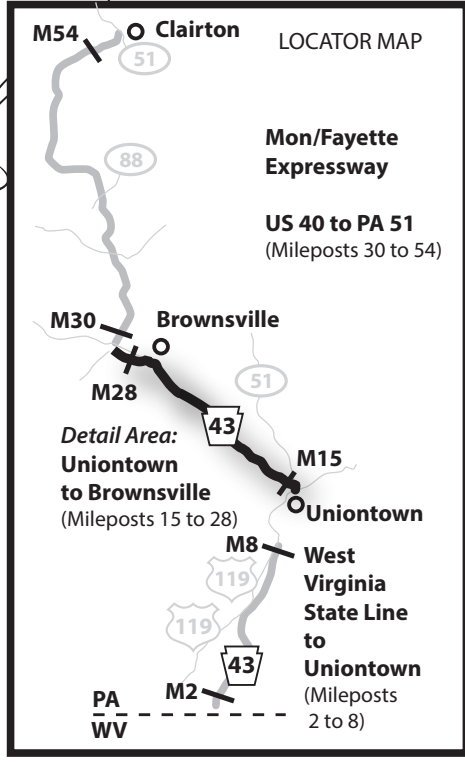 M54
Clairton
LOCATOR MAP
51
88
Mon/Fayette
Expressway
US 40 to PA 51
(Mileposts 30 to 54)
M30
Brownsville
M28
51
43
Detail Area:
Uniontown
to Brownsville
(Mileposts 15 to 28)
M15
Uniontown
M8
119
119
West
Virginia
State Line
to
Uniontown
(Mileposts
2 to 8)
43
M2
PA
WV